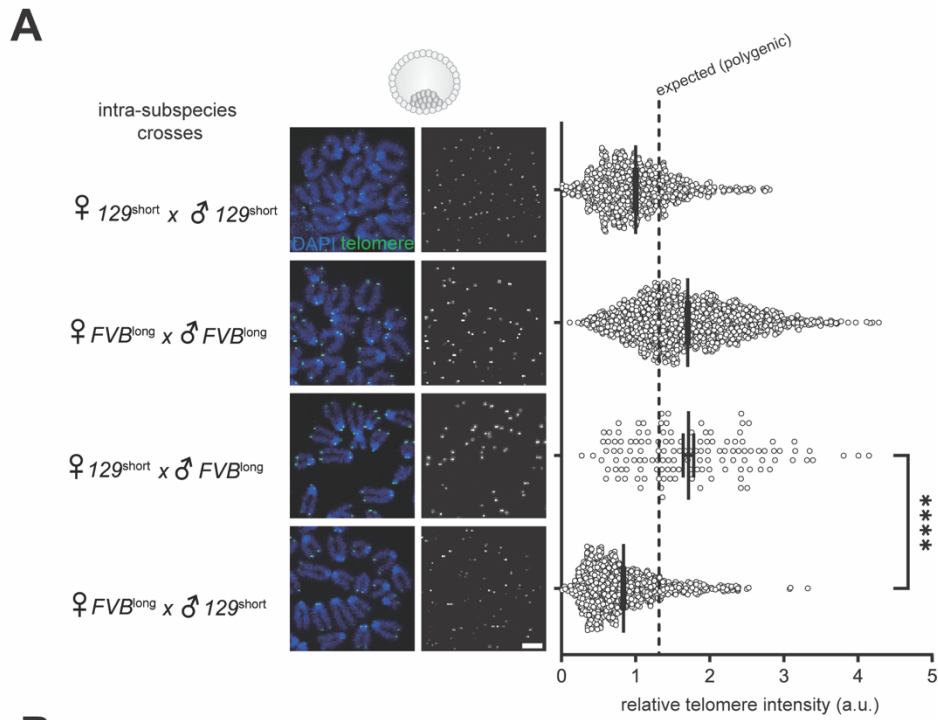 A
expected (polygenic)
intra-subspecies
crosses
♀ 129short x ♂ 129short
DAPI telomere
♀ FVBlong x ♂ FVBlong
♀ 129short x ♂ FVBlong
****
♀ FVBlong x ♂ 129short
0 1 2 3 4 5
relative telomere intensity (a.u.)